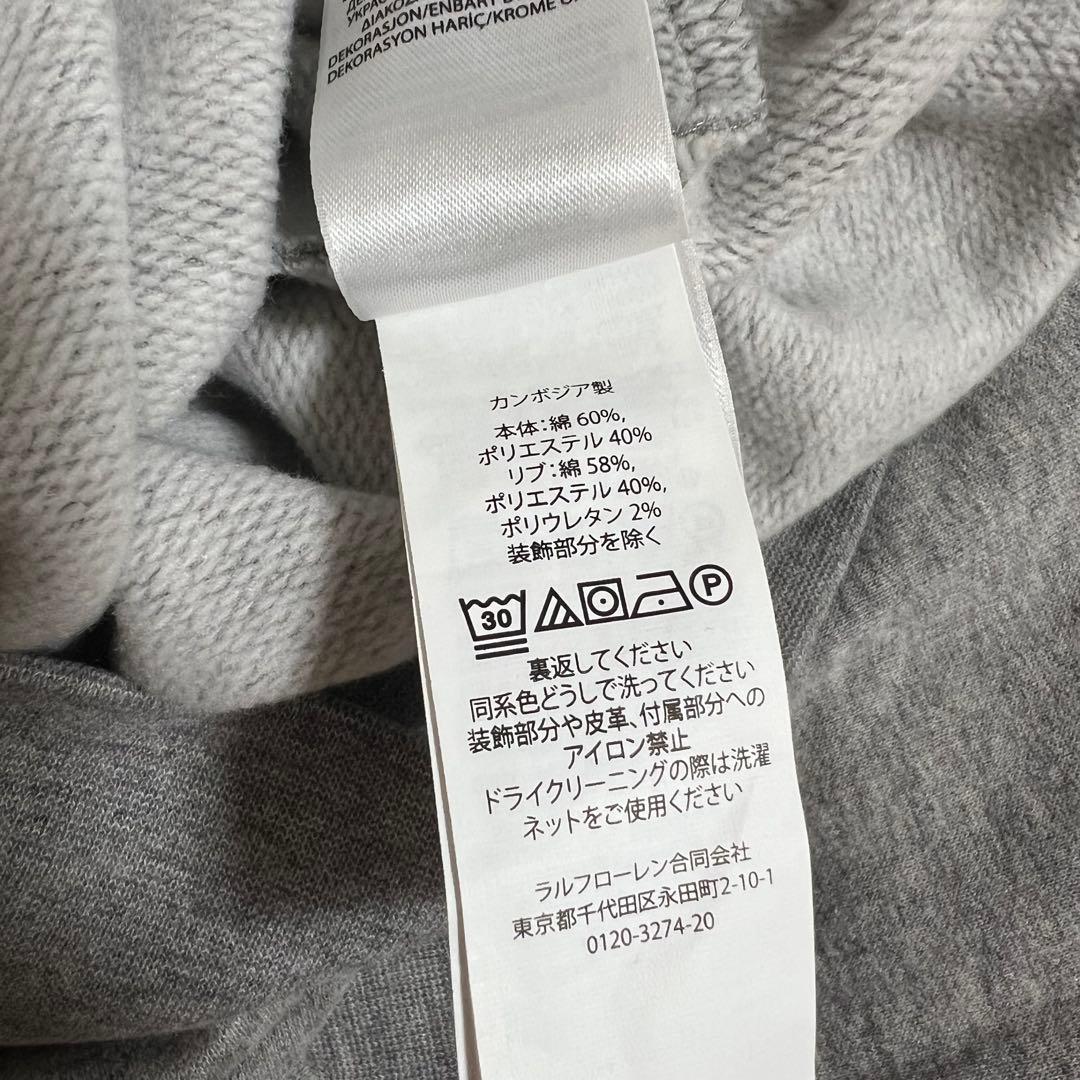 DEKORASJON/ENBART D
DEKORASYON HARİÇ/KROME
カンボジア製
本体:綿 60%,
ポリエステル 40%
リブ:綿 58%,
ポリエステル 40%,
ポリウレタン 2%
装飾部分を除く
30 P
裏返してください
同系色どうしで洗ってください
装飾部分や皮革、付属部分への
アイロン禁止
ドライクリーニングの際は洗濯
ネットをご使用ください
ラルフローレン合同会社
東京都千代田区永田町2-10-1
0120-3274-20